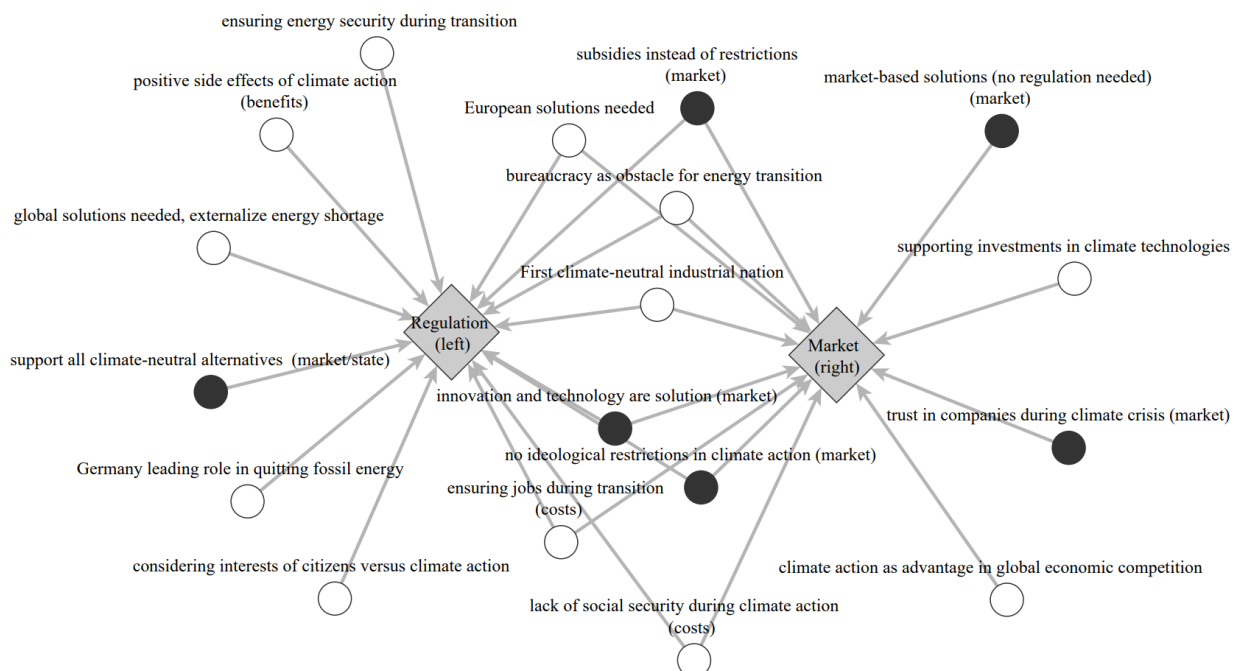 ensuring energy security during transition
subsidies instead of restrictions
(market)
market-based solutions (no regulation needed)
(market)
positive side effects of climate action
(benefits)
European solutions needed
bureaucracy as obstacle for energy transition
global solutions needed, externalize energy shortage
supporting investments in climate technologies
First climate-neutral industrial nation
Regulation
(left)
Market
(right)
support all climate-neutral alternatives  (market/state)
innovation and technology are solution (market)
trust in companies during climate crisis (market)
no ideological restrictions in climate action (market)
Germany leading role in quitting fossil energy
ensuring jobs during transition
(costs)
considering interests of citizens versus climate action
climate action as advantage in global economic competition
lack of social security during climate action
(costs)